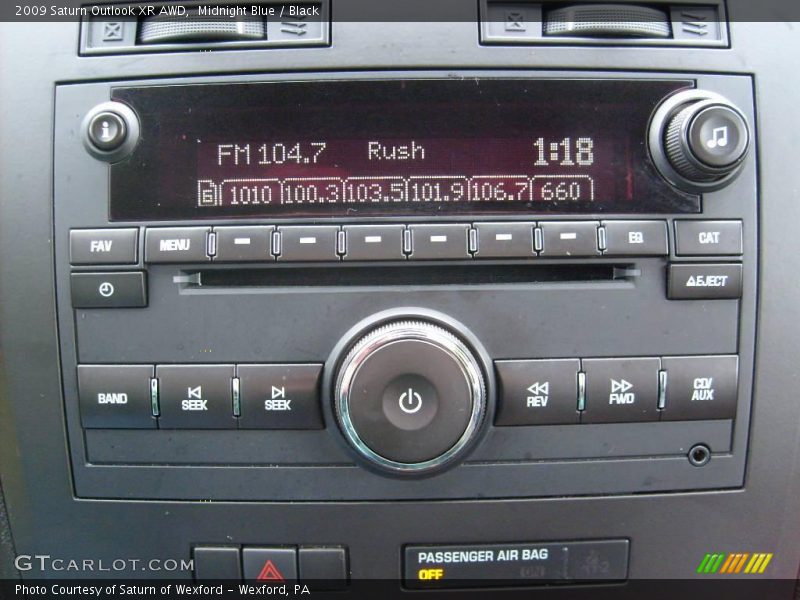 2009 Saturn Outlook XR AWD,  Midnight Blue / Black
FM 104.7 Rush 1:18
B 1010 100.3 103.5 101.9 106.7 660
FAV MENU EQ CAT
EJECT
BAND SEEK SEEK REV FWD CD/
AUX
PASSENGER AIR BAG
OFF
GTCARLOT.COM
Photo Courtesy of Saturn of Wexford - Wexford, PA